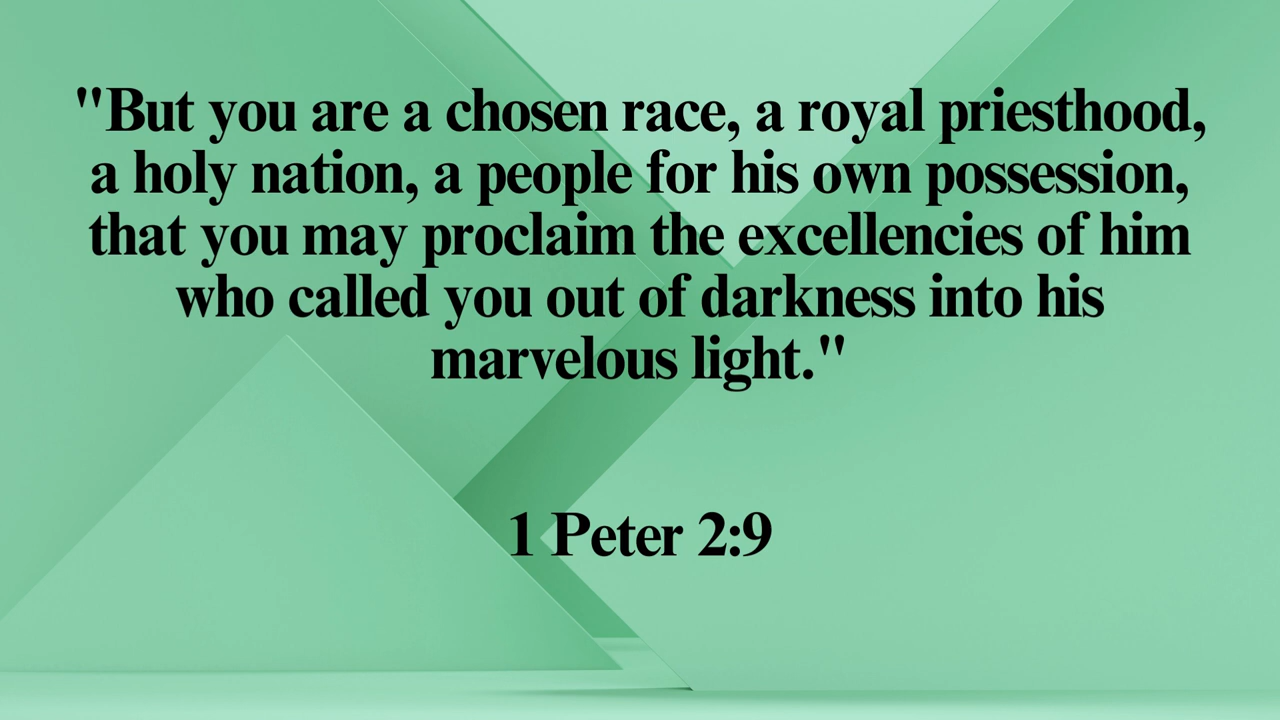 "But you are a chosen race, a royal priesthood,
a holy nation, a people for his own possession,
that you may proclaim the excellencies of him
who called you out of darkness into his
marvelous light."
1 Peter 2:9